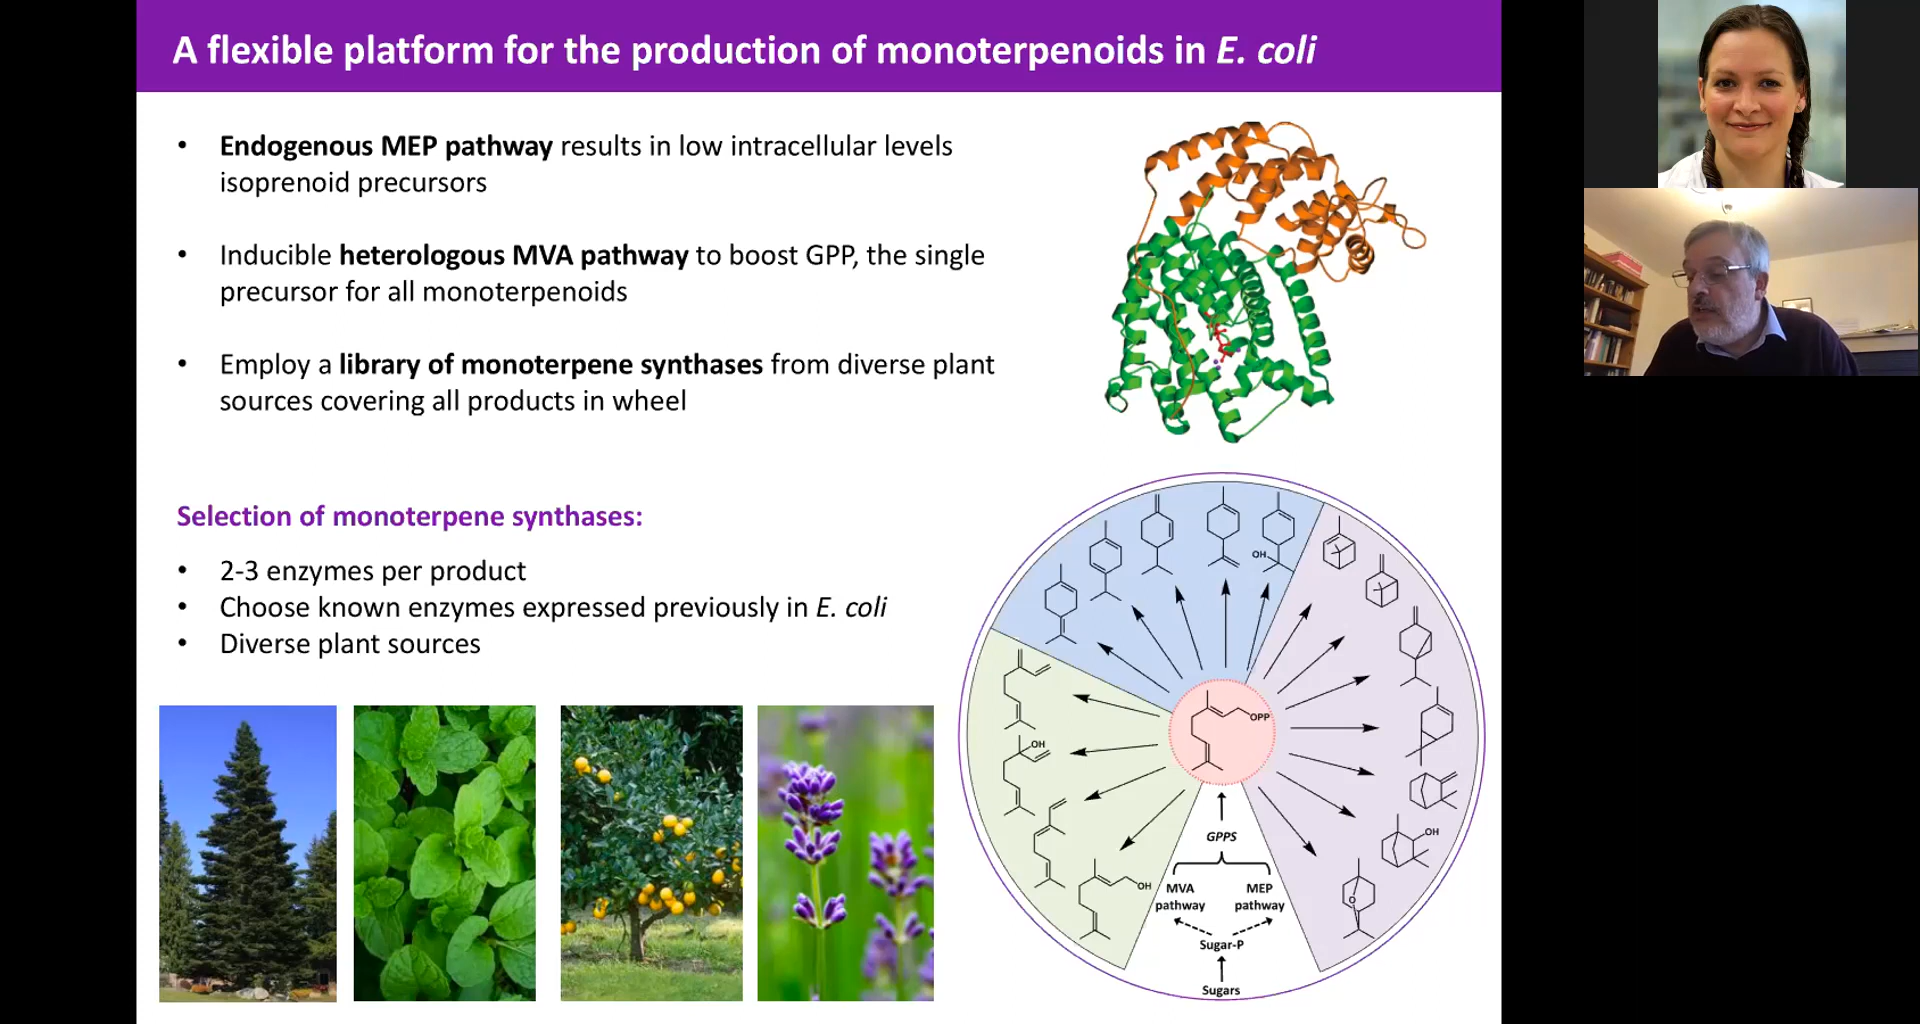 A flexible platform for the production of monoterpenoids in E. coli
• Endogenous MEP pathway results in low intracellular levels
isoprenoid precursors
• Inducible heterologous MVA pathway to boost GPP, the single
precursor for all monoterpenoids
• Employ a library of monoterpene synthases from diverse plant
sources covering all products in wheel
Selection of monoterpene synthases:
• 2-3 enzymes per product
• Choose known enzymes expressed previously in E. coli
• Diverse plant sources
OH
OPP
OH
OH
OH
O
GPPS
MVA
pathway
MEP
pathway
Sugar-P
Sugars